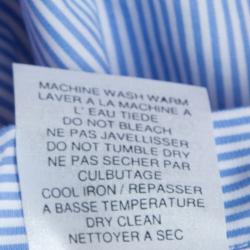 MACHINE WASH WARM
LAVER A LA MACHINE A
L' EAU TIEDE
DO NOT BLEACH
NE PAS JAVELLISSER
DO NOT TUMBLE DRY
NE PAS SECHER PAR
CULBUTAGE
COOL IRON / REPASSER
A BASSE TEMPERATURE
DRY CLEAN
NETTOYER A SEC